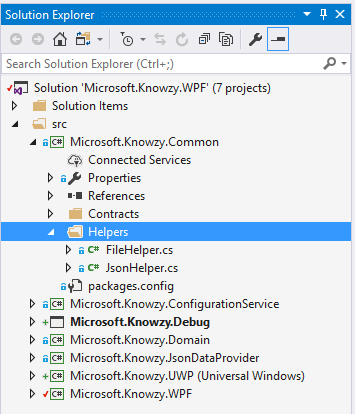 Solution Explorer
Search Solution Explorer (Ctrl+;)
Solution 'Microsoft.Knowzy.WPF' (7 projects)
Solution Items
src
C# Microsoft.Knowzy.Common
Connected Services
Properties
References
Contracts
Helpers
C# FileHelper.cs
C# JsonHelper.cs
packages.config
C# Microsoft.Knowzy.ConfigurationService
Microsoft.Knowzy.Debug
C# Microsoft.Knowzy.Domain
C# Microsoft.Knowzy.JsonDataProvider
C# Microsoft.Knowzy.UWP (Universal Windows)
C# Microsoft.Knowzy.WPF